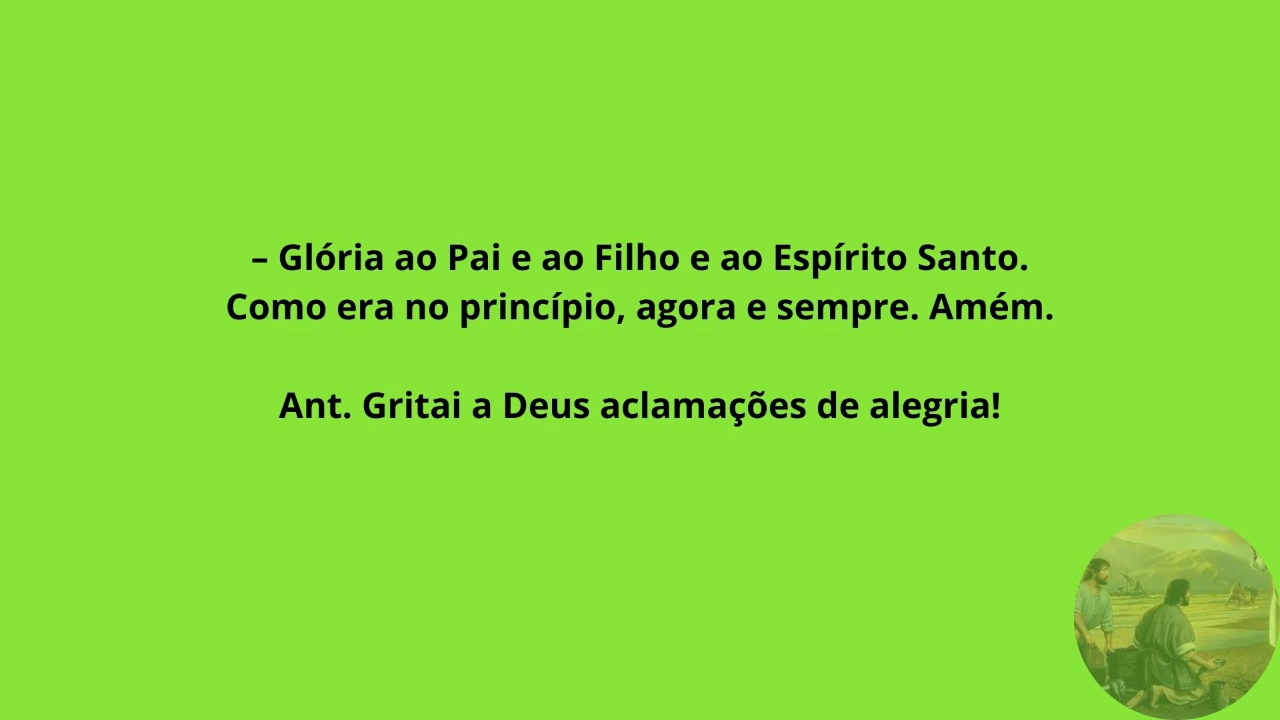 – Glória ao Pai e ao Filho e ao Espírito Santo.
Como era no princípio, agora e sempre. Amém.
Ant. Gritai a Deus aclamações de alegria!